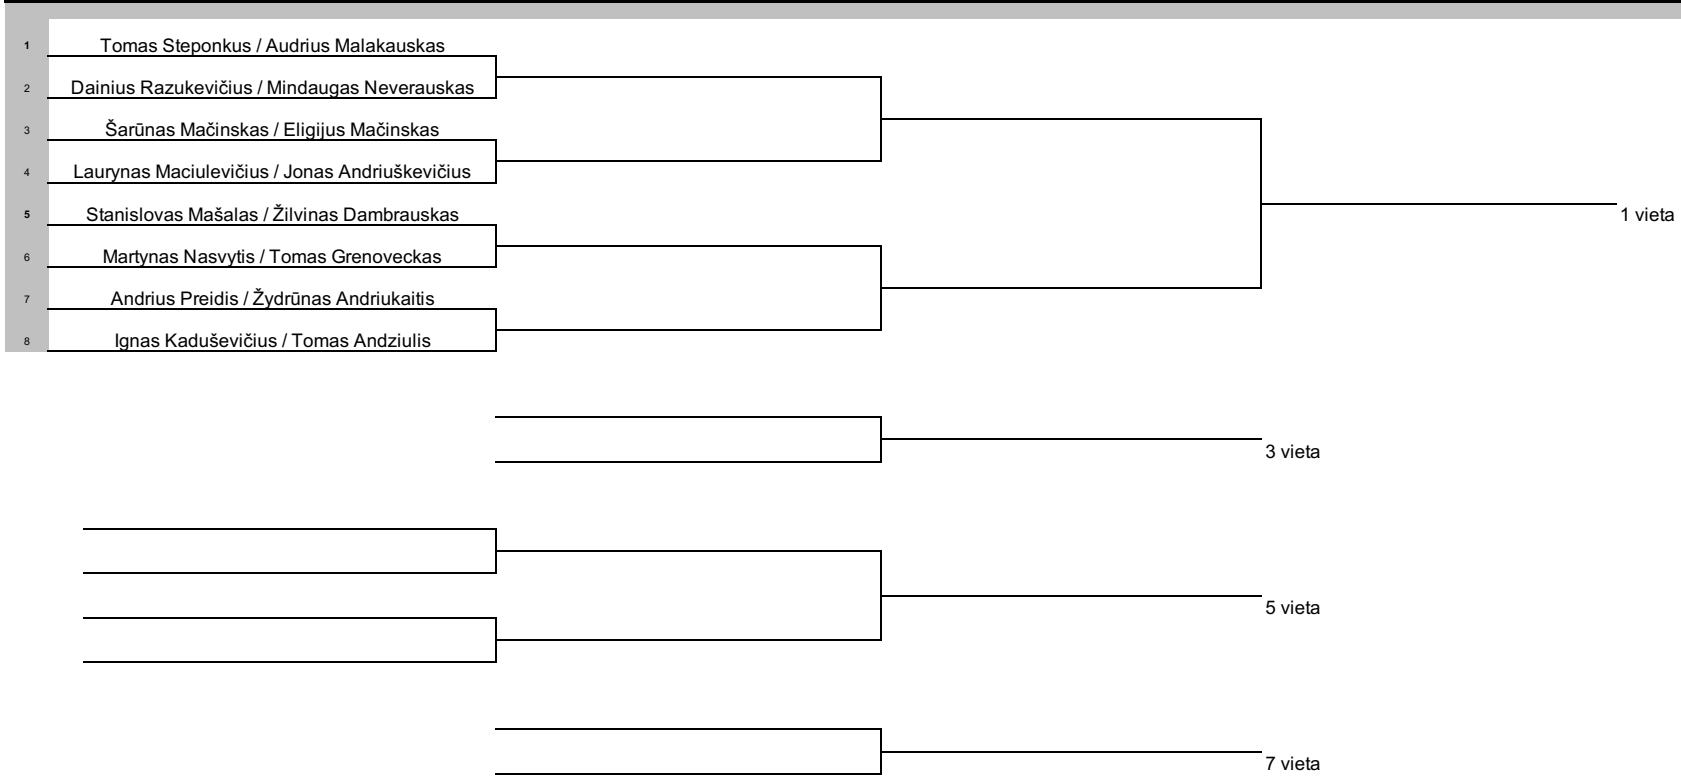 1 Tomas Steponkus / Audrius Malakauskas
2 Dainius Razukevičius / Mindaugas Neverauskas
3 Šarūnas Mačinskas / Eligijus Mačinskas
4 Laurynas Maciulevičius / Jonas Andriuškevičius
5 Stanislovas Mašalas / Žilvinas Dambrauskas
1 vieta
6 Martynas Nasvytis / Tomas Grenoveckas
7 Andrius Preidis / Žydrūnas Andriukaitis
8 Ignas Kaduševičius / Tomas Andziulis
3 vieta
5 vieta
7 vieta